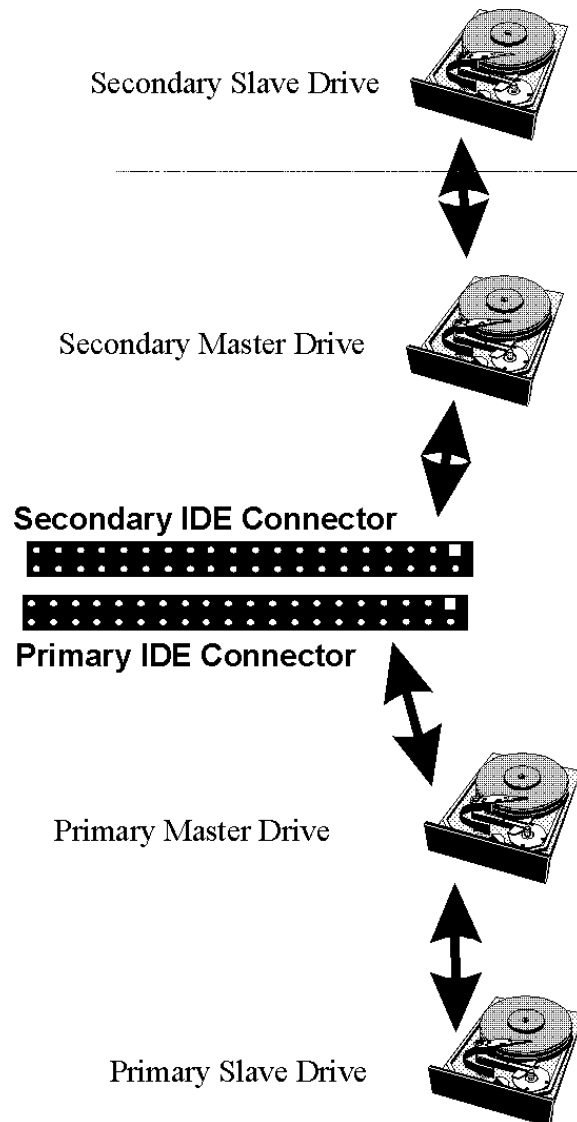 Secondary Slave Drive
Secondary Master Drive
Secondary IDE Connector
Primary IDE Connector
Primary Master Drive
Primary Slave Drive